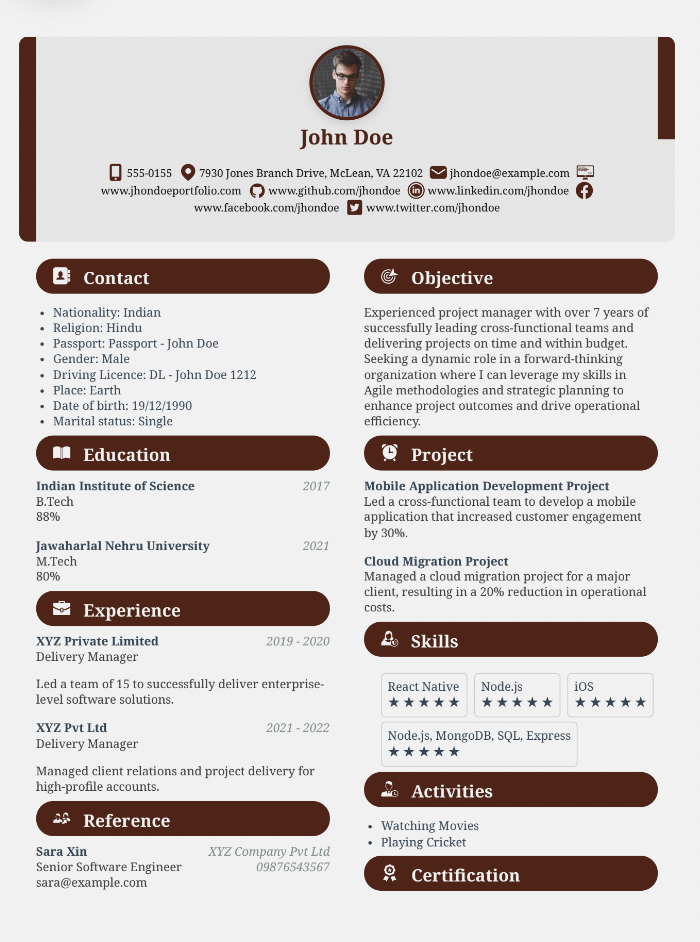 John Doe
555-0155 7930 Jones Branch Drive, McLean, VA 22102 jhondoe@example.com
www.jhondoeportfolio.com www.github.com/jhondoe www.linkedin.com/jhondoe
www.facebook.com/jhondoe www.twitter.com/jhondoe
Contact
Nationality: Indian
Religion: Hindu
Passport: Passport - John Doe
Gender: Male
Driving Licence: DL - John Doe 1212
Place: Earth
Date of birth: 19/12/1990
Marital status: Single
Education
Indian Institute of Science 2017
B.Tech
88%
Jawaharlal Nehru University 2021
M.Tech
80%
Experience
XYZ Private Limited 2019 - 2020
Delivery Manager
Led a team of 15 to successfully deliver enterprise-
level software solutions.
XYZ Pvt Ltd 2021 - 2022
Delivery Manager
Managed client relations and project delivery for
high-profile accounts.
Reference
Sara Xin XYZ Company Pvt Ltd
Senior Software Engineer 09876543567
sara@example.com
Objective
Experienced project manager with over 7 years of
successfully leading cross-functional teams and
delivering projects on time and within budget.
Seeking a dynamic role in a forward-thinking
organization where I can leverage my skills in
Agile methodologies and strategic planning to
enhance project outcomes and drive operational
efficiency.
Project
Mobile Application Development Project
Led a cross-functional team to develop a mobile
application that increased customer engagement
by 30%.
Cloud Migration Project
Managed a cloud migration project for a major
client, resulting in a 20% reduction in operational
costs.
Skills
React Native Node.js iOS
★★★★★ ★★★★★ ★★★★★
Node.js, MongoDB, SQL, Express
★★★★★
Activities
Watching Movies
Playing Cricket
Certification